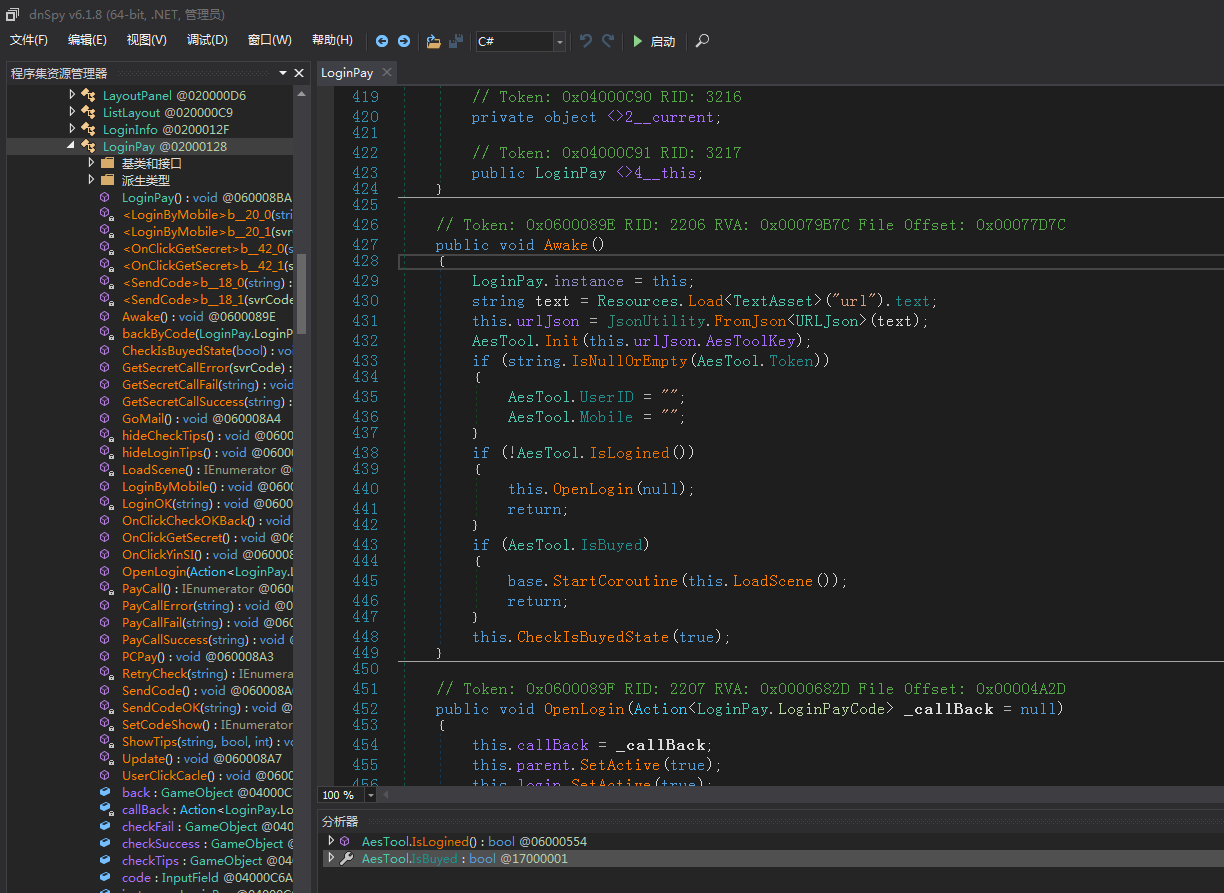 dnSpy v6.1.8 (64-bit, .NET, 管理员)
文件(F) 编辑(E) 视图(V) 调试(D) 窗口(W) 帮助(H) C# 启动
程序集资源管理器
LayoutPanel @020000D6
ListLayout @020000C9
LoginInfo @0200012F
LoginPay @02000128
基类和接口
派生类型
LoginPay() : void @060008BA
<LoginByMobile>b__20_0(stri
<LoginByMobile>b__20_1(svr
<OnClickGetSecret>b__42_0(s
<OnClickGetSecret>b__42_1(s
<SendCode>b__18_0(string) :
<SendCode>b__18_1(svrCode
Awake() : void @0600089E
backByCode(LoginPay.LoginP
CheckIsBuyedState(bool) : vo
GetSecretCallError(svrCode) :
GetSecretCallFail(string) : void
GetSecretCallSuccess(string) :
GoMail() : void @060008A4
hideCheckTips() : void @0600
hideLoginTips() : void @0600
LoadScene() : IEnumerator @
LoginByMobile() : void @060
LoginOK(string) : void @0600
OnClickCheckOKBack() : void
OnClickGetSecret() : void @06
OnClickYinSI() : void @060008
OpenLogin(Action<LoginPay.L
PayCall() : IEnumerator @0600
PayCallError(string) : void @0
PayCallFail(string) : void @060
PayCallSuccess(string) : void @
PCPay() : void @060008A3
RetryCheck(string) : IEnumera
SendCode() : void @060008A
SendCodeOK(string) : void @0
SetCodeShow() : IEnumerator
ShowTips(string, bool, int) : vo
Update() : void @060008A7
UserClickCacle() : void @0600
back : GameObject @04000C
callBack : Action<LoginPay.Lo
checkFail : GameObject @040
checkSuccess : GameObject @
checkTips : GameObject @04
code : InputField @04000C6A
LoginPay
419 // Token: 0x04000C90 RID: 3216
420 private object <>2__current;
421
422 // Token: 0x04000C91 RID: 3217
423 public LoginPay <>4__this;
424 }
425
426 // Token: 0x0600089E RID: 2206 RVA: 0x00079B7C File Offset: 0x00077D7C
427 public void Awake()
428 {
429 LoginPay.instance = this;
430 string text = Resources.Load<TextAsset>("url").text;
431 this.urlJson = JsonUtility.FromJson<URLJson>(text);
432 AesTool.Init(this.urlJson.AesToolKey);
433 if (string.IsNullOrEmpty(AesTool.Token))
434 {
435 AesTool.UserID = "";
436 AesTool.Mobile = "";
437 }
438 if (!AesTool.IsLogined())
439 {
440 this.OpenLogin(null);
441 return;
442 }
443 if (AesTool.IsBuyed)
444 {
445 base.StartCoroutine(this.LoadScene());
446 return;
447 }
448 this.CheckIsBuyedState(true);
449 }
450
451 // Token: 0x0600089F RID: 2207 RVA: 0x0000682D File Offset: 0x00004A2D
452 public void OpenLogin(Action<LoginPay.LoginPayCode> _callBack = null)
453 {
454 this.callBack = _callBack;
455 this.parent.SetActive(true);
456 this.login.SetActive(true);
100 %
分析器
AesTool.IsLogined() : bool @06000554
AesTool.IsBuyed : bool @17000001